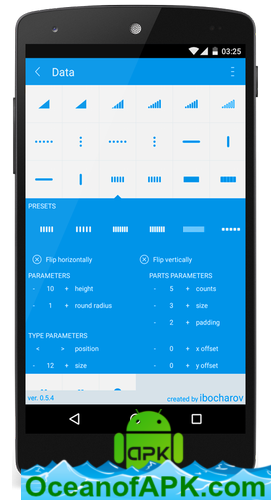 03:25
Data
PRESETS
Flip horizontally Flip vertically
PARAMETERS PARTS PARAMETERS
- 10 + height - 5 + counts
- 1 + round radius - 3 + size
- 2 + padding
TYPE PARAMETERS
< > position - 0 + x offset
- 12 + size - 0 + y offset
ver. 0.5.4 created by ibocharov
apk
OceanofAPK.com